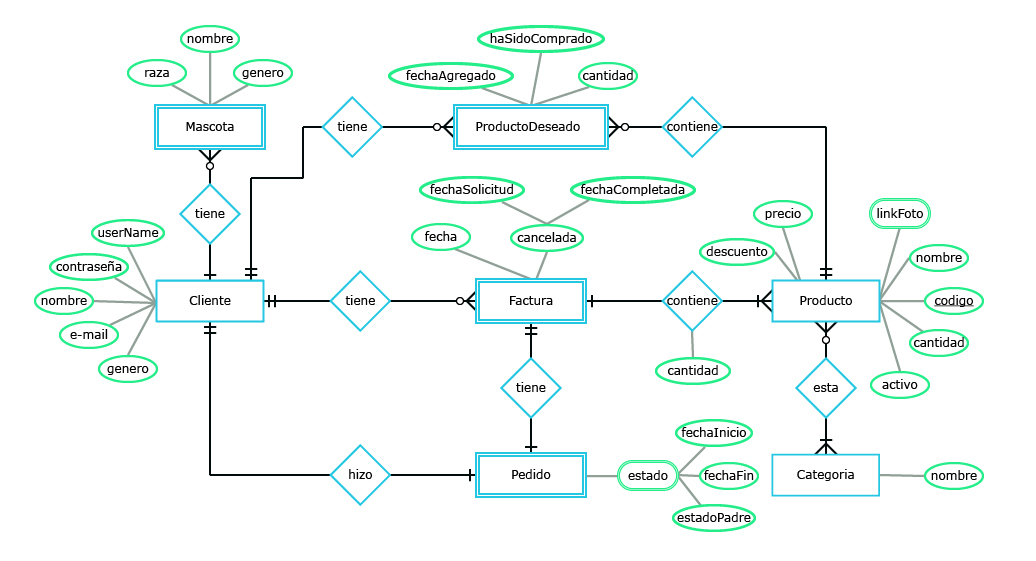 nombre
haSidoComprado
raza
genero
fechaAgregado
cantidad
Mascota
tiene
ProductoDeseado
contiene
fechaSolicitud
fechaCompletada
tiene
precio
linkFoto
userName
fecha
cancelada
descuento
nombre
contraseña
nombre
Cliente
tiene
Factura
contiene
Producto
codigo
e-mail
cantidad
genero
cantidad
tiene
esta
activo
fechaInicio
hizo
Pedido
estado
fechaFin
Categoria
nombre
estadoPadre